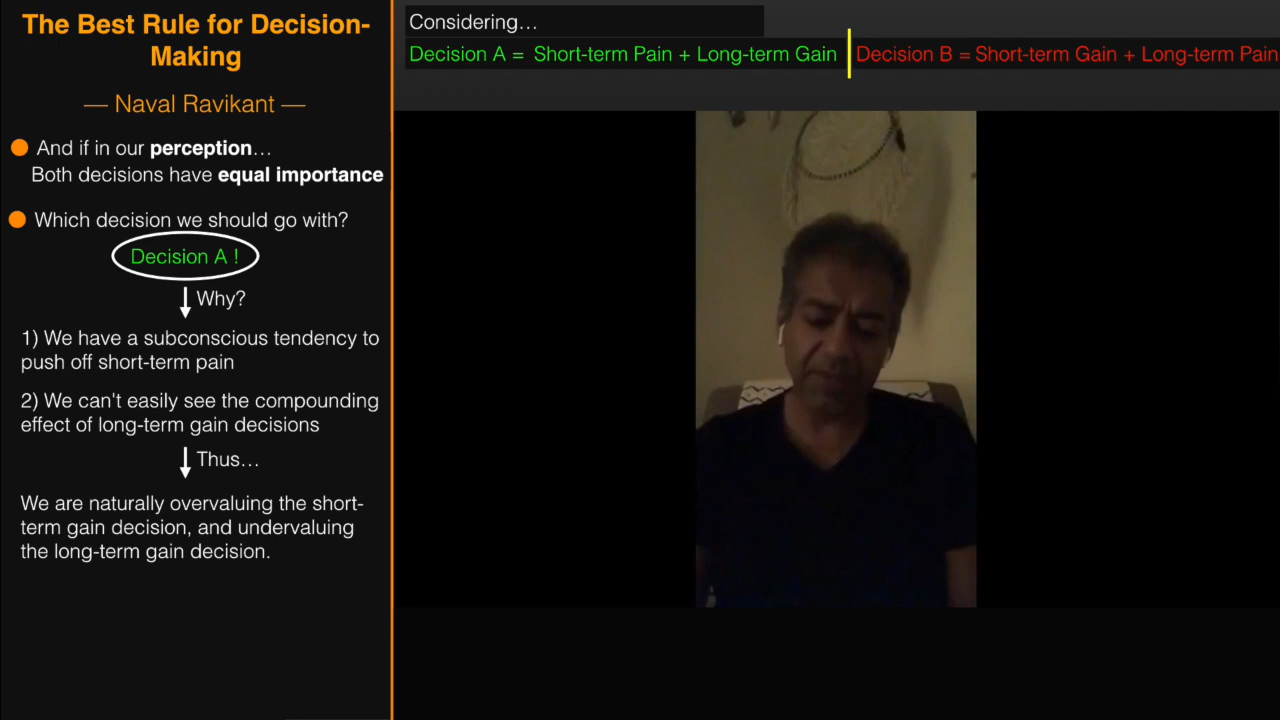 The Best Rule for Decision-
Making
— Naval Ravikant —
And if in our perception…
Both decisions have equal importance
Which decision we should go with?
Decision A !
Why?
1) We have a subconscious tendency to
push off short-term pain
2) We can't easily see the compounding
effect of long-term gain decisions
Thus…
We are naturally overvaluing the short-
term gain decision, and undervaluing
the long-term gain decision.
Considering…
Decision A = Short-term Pain + Long-term Gain
Decision B = Short-term Gain + Long-term Pain